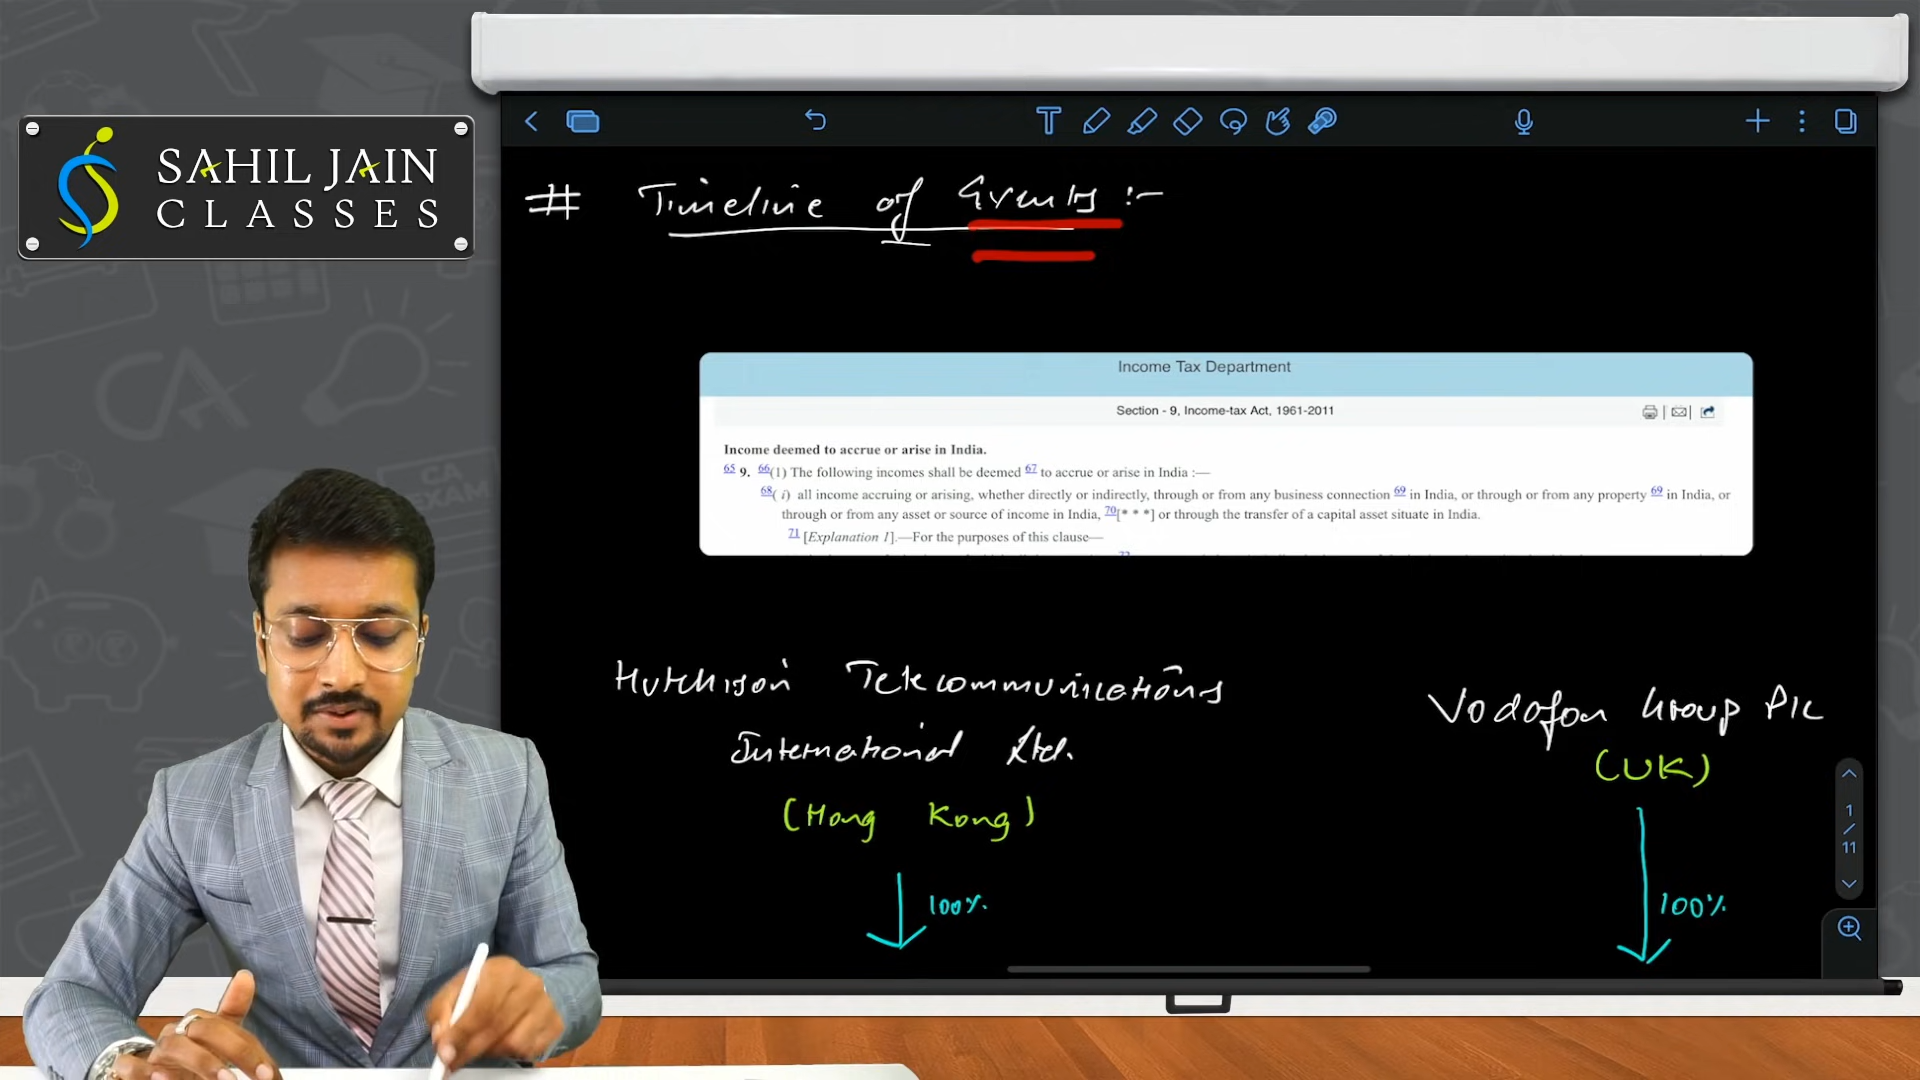 SAHIL JAIN
CLASSES
# Timeline of Events :-
Income Tax Department
Section - 9, Income-tax Act, 1961-2011
Income deemed to accrue or arise in India.
65 9. 66(1) The following incomes shall be deemed 67 to accrue or arise in India :—
68( i) all income accruing or arising, whether directly or indirectly, through or from any business connection 69 in India, or through or from any property 69 in India, or
through or from any asset or source of income in India, 70[* * *] or through the transfer of a capital asset situate in India.
71 [Explanation 1].—For the purposes of this clause—
Hutchison Telecommunications
International Ltd.
(Hong Kong)
100%
Vodafon Group Plc
(UK)
100%
1
/
11
CA
CA
EXAM